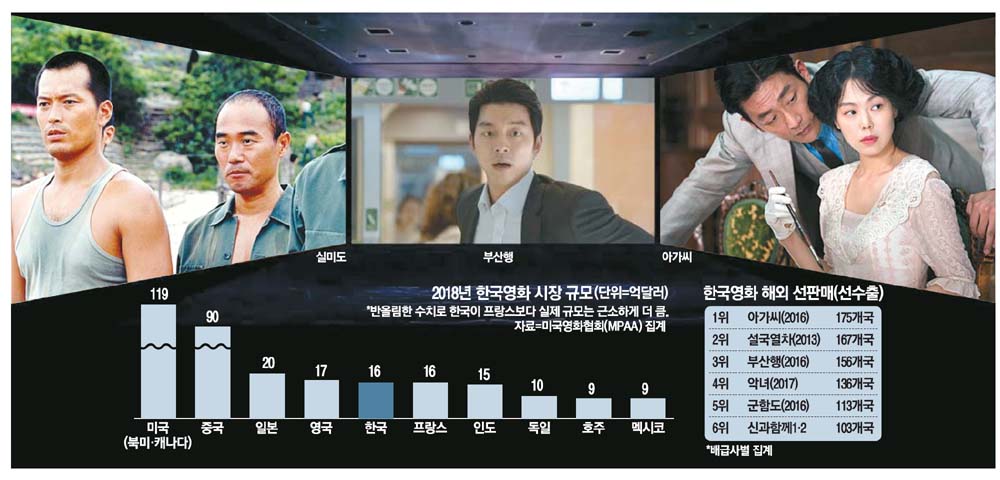 실미도
부산행
아가씨
2018년 한국영화 시장 규모(단위=억달러)
*반올림한 수치로 한국이 프랑스보다 실제 규모는 근소하게 더 큼.
자료=미국영화협회(MPAA) 집계
119
90
20
17
16
16
15
10
9
9
미국
(북미·캐나다)
중국
일본
영국
한국
프랑스
인도
독일
호주
멕시코
한국영화 해외 선판매(선수출)
1위 아가씨(2016) 175개국
2위 설국열차(2013) 167개국
3위 부산행(2016) 156개국
4위 악녀(2017) 136개국
5위 군함도(2016) 113개국
6위 신과함께1·2 103개국
*배급사별 집계